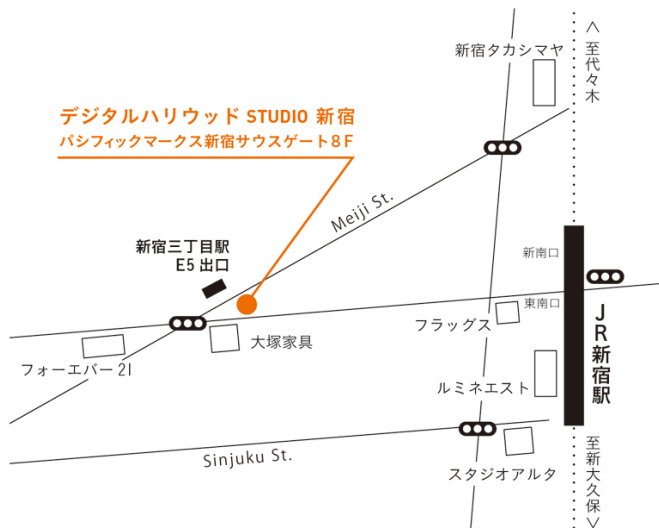 新宿タカシマヤ
＜至代々木
デジタルハリウッド STUDIO 新宿
パシフィックマークス新宿サウスゲート8F
Meiji St.
新宿三丁目駅
E5 出口
新南口
東南口
フラッグス
大塚家具
JR新宿駅
フォーエバー21
ルミネエスト
Sinjuku St.
スタジオアルタ
至新大久保＞